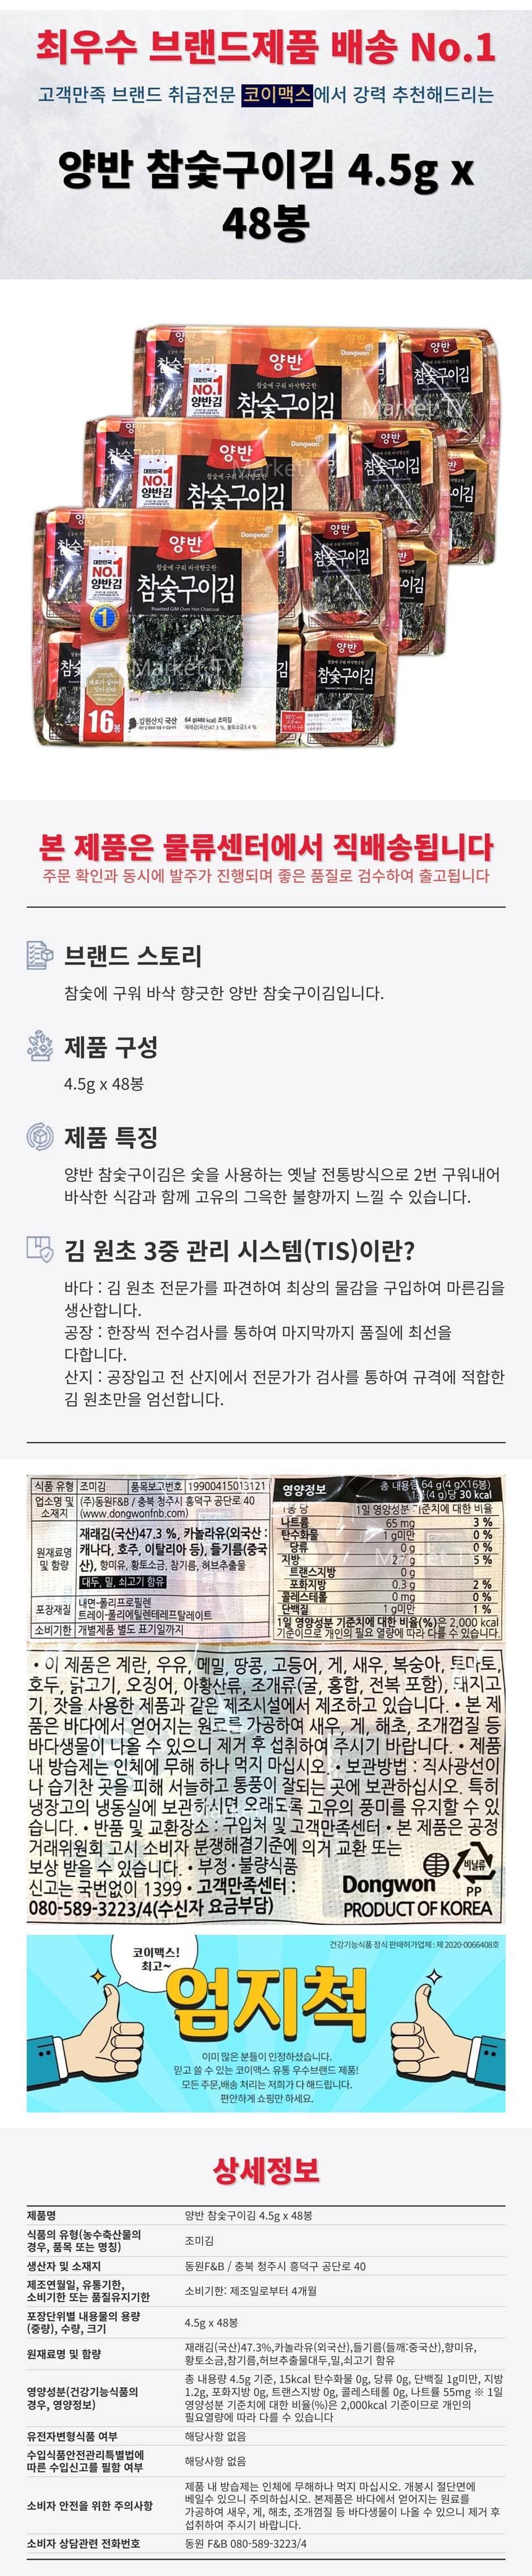 최우수 브랜드제품 배송 No.1
고객만족 브랜드 취급전문 코이맥스에서 강력 추천해드리는
양반 참숯구이김 4.5g x
48봉
양반
Dongwon
대한민국
NO.1
양반김
참숯구이김
Market TY
양반
Dongwon
대한민국
NO.1
양반김
참숯구이김
양반
Dongwon
대한민국
NO.1
양반김
참숯에 구워 바삭향긋한
참숯구이김
Roasted GIM Over Hot Charcoal
Market TY
16봉
김원산지 국산
64 g(480 kcal) 조미김
본 제품은 물류센터에서 직배송됩니다
주문 확인과 동시에 발주가 진행되며 좋은 품질로 검수하여 출고됩니다
브랜드 스토리
참숯에 구워 바삭 향긋한 양반 참숯구이김입니다.
제품 구성
4.5g x 48봉
제품 특징
양반 참숯구이김은 숯을 사용하는 옛날 전통방식으로 2번 구워내어
바삭한 식감과 함께 고유의 그윽한 불향까지 느낄 수 있습니다.
김 원초 3중 관리 시스템(TIS)이란?
바다 : 김 원초 전문가를 파견하여 최상의 물감을 구입하여 마른김을
생산합니다.
공장 : 한장씩 전수검사를 통하여 마지막까지 품질에 최선을
다합니다.
산지 : 공장입고 전 산지에서 전문가가 검사를 통하여 규격에 적합한
김 원초만을 엄선합니다.
식품 유형 조미김 품목보고번호 19900415013121
업소명 및 소재지 (주)동원F&B / 충북 청주시 흥덕구 공단로 40
(www.dongwonfnb.com)
원재료명 및 함량 재래김(국산)47.3 %, 카놀라유(외국산 :
캐나다, 호주, 이탈리아 등), 들기름(중국
산), 향미유, 황토소금, 참기름, 허브추출물
대두, 밀, 쇠고기 함유
포장재질 내면-폴리프로필렌
트레이-폴리에틸렌테레프탈레이트
소비기한 개별제품 별도 표기일까지
영양정보 총 내용량 64 g(4 gX16봉)
1봉(4 g)당 30 kcal
1봉 당 1일 영양성분 기준치에 대한 비율
나트륨 65 mg 3 %
탄수화물 1 g미만 0 %
당류 0 g 0 %
지방 5 %
트랜스지방 0 g
포화지방 0.3 g 2 %
콜레스테롤 0 mg 0 %
단백질 1 g미만 1 %
1일 영양성분 기준치에 대한 비율(%)은 2,000 kcal
기준이므로 개인의 필요 열량에 따라 다를 수 있습니다.
• 이 제품은 계란, 우유, 메밀, 땅콩, 고등어, 게, 새우, 복숭아, 토마토,
호두, 닭고기, 오징어, 아황산류, 조개류(굴, 홍합, 전복 포함), 돼지고
기, 잣을 사용한 제품과 같은 제조시설에서 제조하고 있습니다. • 본 제
품은 바다에서 얻어지는 원초를 가공하여 새우, 게, 해초, 조개껍질 등
바다생물이 나올 수 있으니 제거 후 섭취하여 주시기 바랍니다. • 제품
내 방습제는 인체에 무해 하나 먹지 마십시오. • 보관방법 : 직사광선이
나 습기찬 곳을 피해 서늘하고 통풍이 잘되는 곳에 보관하십시오. 특히
냉장고의 냉동실에 보관하시면 오래도록 고유의 풍미를 유지할 수 있
습니다. • 반품 및 교환장소 : 구입처 및 고객만족센터 • 본 제품은 공정
거래위원회 고시 소비자 분쟁해결기준에 의거 교환 또는
보상 받을 수 있습니다. • 부정·불량식품
신고는 국번없이 1399 • 고객만족센터 :
080-589-3223/4(수신자 요금부담)
Dongwon
PRODUCT OF KOREA
비닐류
PP
건강기능식품 정식 판매허가업체 : 제 2020-0066408호
코이맥스!
최고~
엄지척
이미 많은 분들이 인정하셨습니다.
믿고 쓸 수 있는 코이맥스 유통 우수브랜드 제품!
모든 주문,배송 처리는 저희가 다 해드립니다.
편안하게 쇼핑만 하세요.
상세정보
제품명 양반 참숯구이김 4.5g x 48봉
식품의 유형(농수축산물의
경우, 품목 또는 명칭) 조미김
생산자 및 소재지 동원F&B / 충북 청주시 흥덕구 공단로 40
제조연월일, 유통기한,
소비기한 또는 품질유지기한 소비기한: 제조일로부터 4개월
포장단위별 내용물의 용량
(중량), 수량, 크기 4.5g x 48봉
원재료명 및 함량 재래김(국산)47.3%,카놀라유(외국산),들기름(들깨:중국산),향미유,
황토소금,참기름,허브추출물대두,밀,쇠고기 함유
영양성분(건강기능식품의
경우, 영양정보) 총 내용량 4.5g 기준, 15kcal 탄수화물 0g, 당류 0g, 단백질 1g미만, 지방
1.2g, 포화지방 0g, 트랜스지방 0g, 콜레스테롤 0g, 나트륨 55mg ※ 1일
영양성분 기준치에 대한 비율(%)은 2,000kcal 기준이므로 개인의
필요열량에 따라 다를 수 있습니다
유전자변형식품 여부 해당사항 없음
수입식품안전관리특별법에
따른 수입신고를 필함 여부 해당사항 없음
소비자 안전을 위한 주의사항 제품 내 방습제는 인체에 무해하나 먹지 마십시오. 개봉시 절단면에
베일수 있으니 주의하십시오. 본제품은 바다에서 얻어지는 원료를
가공하여 새우, 게, 해초, 조개껍질 등 바다생물이 나올 수 있으니 제거 후
섭취하여 주시기 바랍니다.
소비자 상담관련 전화번호 동원 F&B 080-589-3223/4